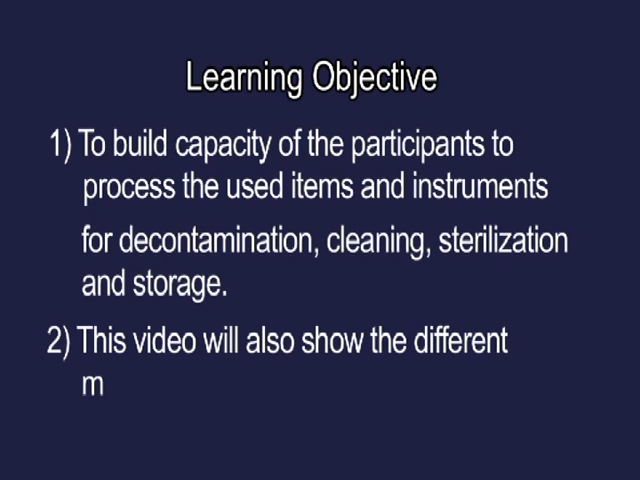 Learning Objective
1) To build capacity of the participants to
process the used items and instruments
for decontamination, cleaning, sterilization
and storage.
2) This video will also show the different
m